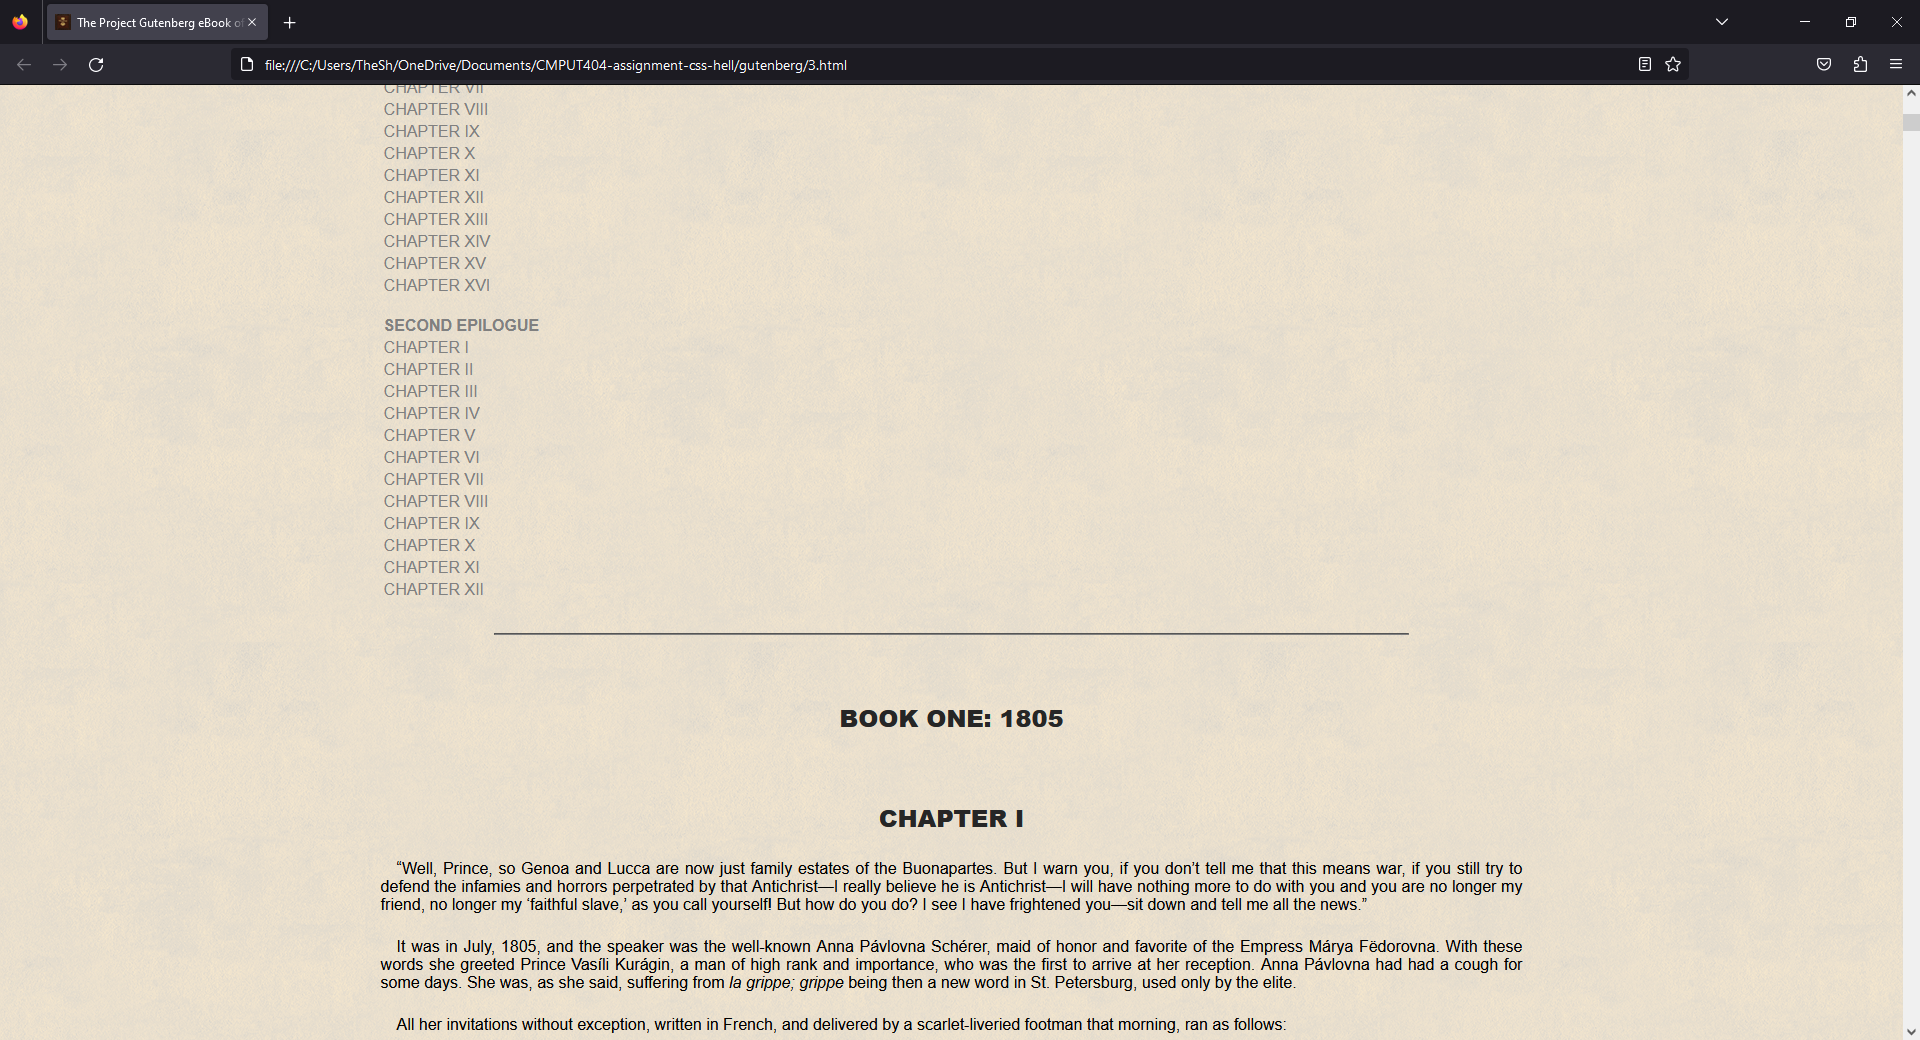 The Project Gutenberg eBook of
file:///C:/Users/TheSh/OneDrive/Documents/CMPUT404-assignment-css-hell/gutenberg/3.html
CHAPTER VII
CHAPTER VIII
CHAPTER IX
CHAPTER X
CHAPTER XI
CHAPTER XII
CHAPTER XIII
CHAPTER XIV
CHAPTER XV
CHAPTER XVI
SECOND EPILOGUE
CHAPTER I
CHAPTER II
CHAPTER III
CHAPTER IV
CHAPTER V
CHAPTER VI
CHAPTER VII
CHAPTER VIII
CHAPTER IX
CHAPTER X
CHAPTER XI
CHAPTER XII
BOOK ONE: 1805
CHAPTER I
“Well, Prince, so Genoa and Lucca are now just family estates of the Buonapartes. But I warn you, if you don’t tell me that this means war, if you still try to
defend the infamies and horrors perpetrated by that Antichrist—I really believe he is Antichrist—I will have nothing more to do with you and you are no longer my
friend, no longer my ‘faithful slave,’ as you call yourself! But how do you do? I see I have frightened you—sit down and tell me all the news.”
It was in July, 1805, and the speaker was the well-known Anna Pávlovna Schérer, maid of honor and favorite of the Empress Márya Fëdorovna. With these
words she greeted Prince Vasíli Kurágin, a man of high rank and importance, who was the first to arrive at her reception. Anna Pávlovna had had a cough for
some days. She was, as she said, suffering from la grippe; grippe being then a new word in St. Petersburg, used only by the elite.
All her invitations without exception, written in French, and delivered by a scarlet-liveried footman that morning, ran as follows: